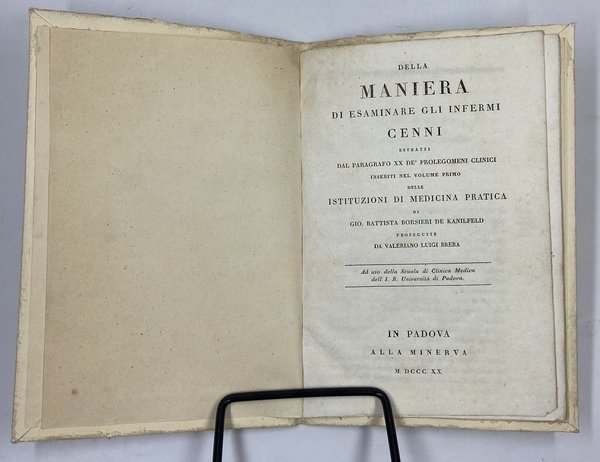 DELLA
MANIERA
DI ESAMINARE GLI INFERMI
CENNI
ESTRATTI
DAL PARAGRAFO XX DE' PROLEGOMENI CLINICI
INSERITI NEL VOLUME PRIMO
DELLE
ISTITUZIONI DI MEDICINA PRATICA
DI
GIO. BATTISTA BORSIERI DE KANILFELD
PROSEGUITE
DA VALERIANO LUIGI BRERA
Ad uso della Scuola di Clinica Medica
dell'I. R. Università di Padova.
IN PADOVA
ALLA MINERVA
M. DCCC. XX.